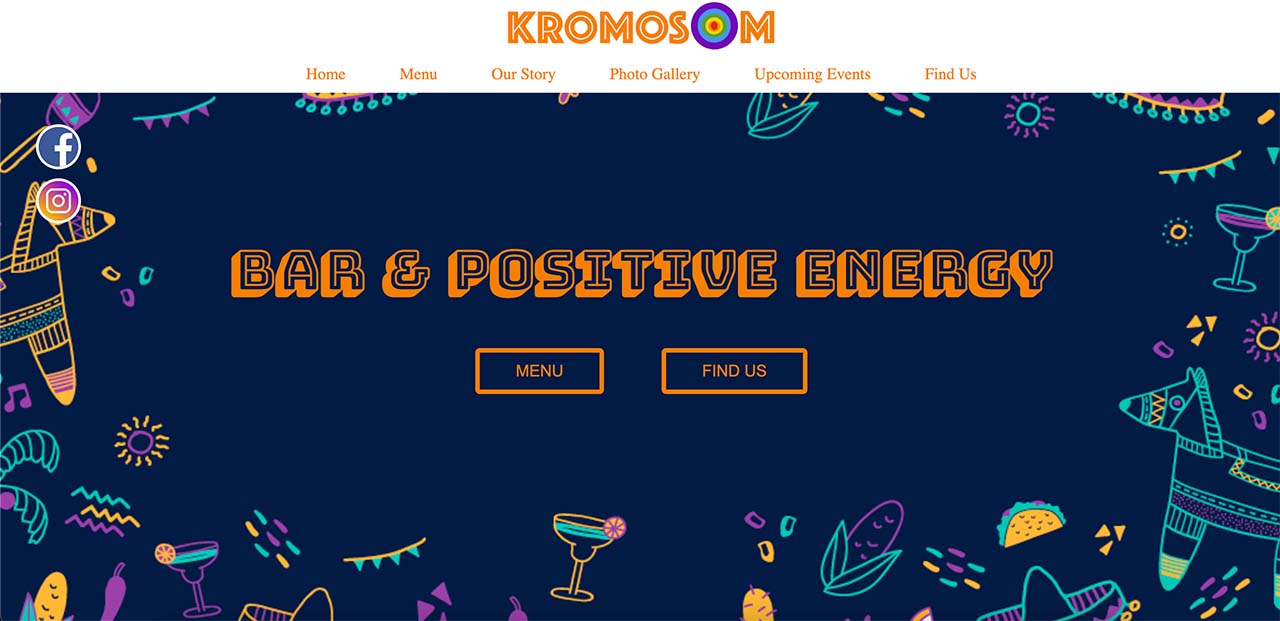 KROMOSOM
Home Menu Our Story Photo Gallery Upcoming Events Find Us
BAR & POSITIVE ENERGY
MENU FIND US